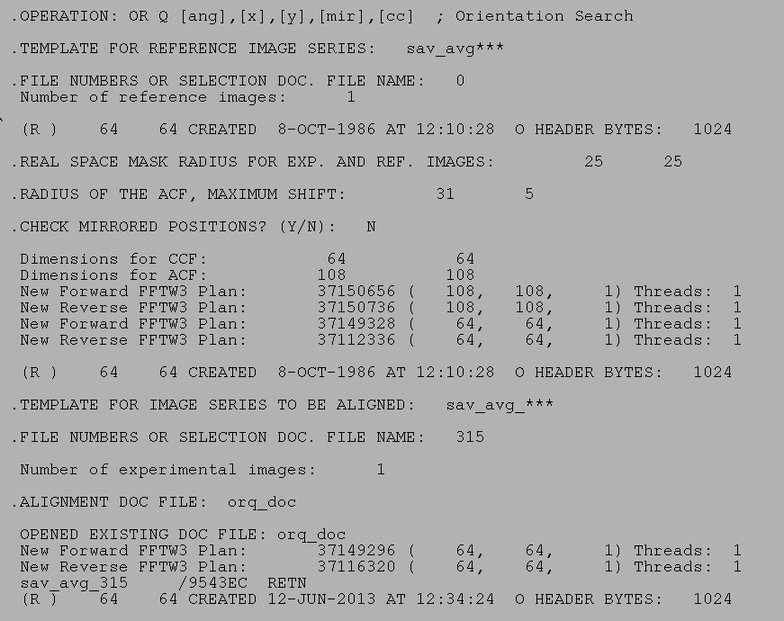 .OPERATION: OR Q [ang],[x],[y],[mir],[cc]  ; Orientation Search
.TEMPLATE FOR REFERENCE IMAGE SERIES:   sav_avg***
.FILE NUMBERS OR SELECTION DOC. FILE NAME:   0
Number of reference images:      1
(R )    64    64 CREATED  8-OCT-1986 AT 12:10:28  O HEADER BYTES:   1024
.REAL SPACE MASK RADIUS FOR EXP. AND REF. IMAGES:         25      25
.RADIUS OF THE ACF, MAXIMUM SHIFT:         31       5
.CHECK MIRRORED POSITIONS? (Y/N):   N
Dimensions for CCF:            64           64
Dimensions for ACF:           108          108
New Forward FFTW3 Plan:       37150656 (   108,   108,     1) Threads:  1
New Reverse FFTW3 Plan:       37150736 (   108,   108,     1) Threads:  1
New Forward FFTW3 Plan:       37149328 (    64,    64,     1) Threads:  1
New Reverse FFTW3 Plan:       37112336 (    64,    64,     1) Threads:  1
(R )    64    64 CREATED  8-OCT-1986 AT 12:10:28  O HEADER BYTES:   1024
.TEMPLATE FOR IMAGE SERIES TO BE ALIGNED:   sav_avg_***
.FILE NUMBERS OR SELECTION DOC. FILE NAME:   315
Number of experimental images:      1
.ALIGNMENT DOC FILE:  orq_doc
OPENED EXISTING DOC FILE: orq_doc
New Forward FFTW3 Plan:       37149296 (    64,    64,     1) Threads:  1
New Reverse FFTW3 Plan:       37116320 (    64,    64,     1) Threads:  1
sav_avg_315     /9543EC  RETN
(R )    64    64 CREATED 12-JUN-2013 AT 12:34:24  O HEADER BYTES:   1024